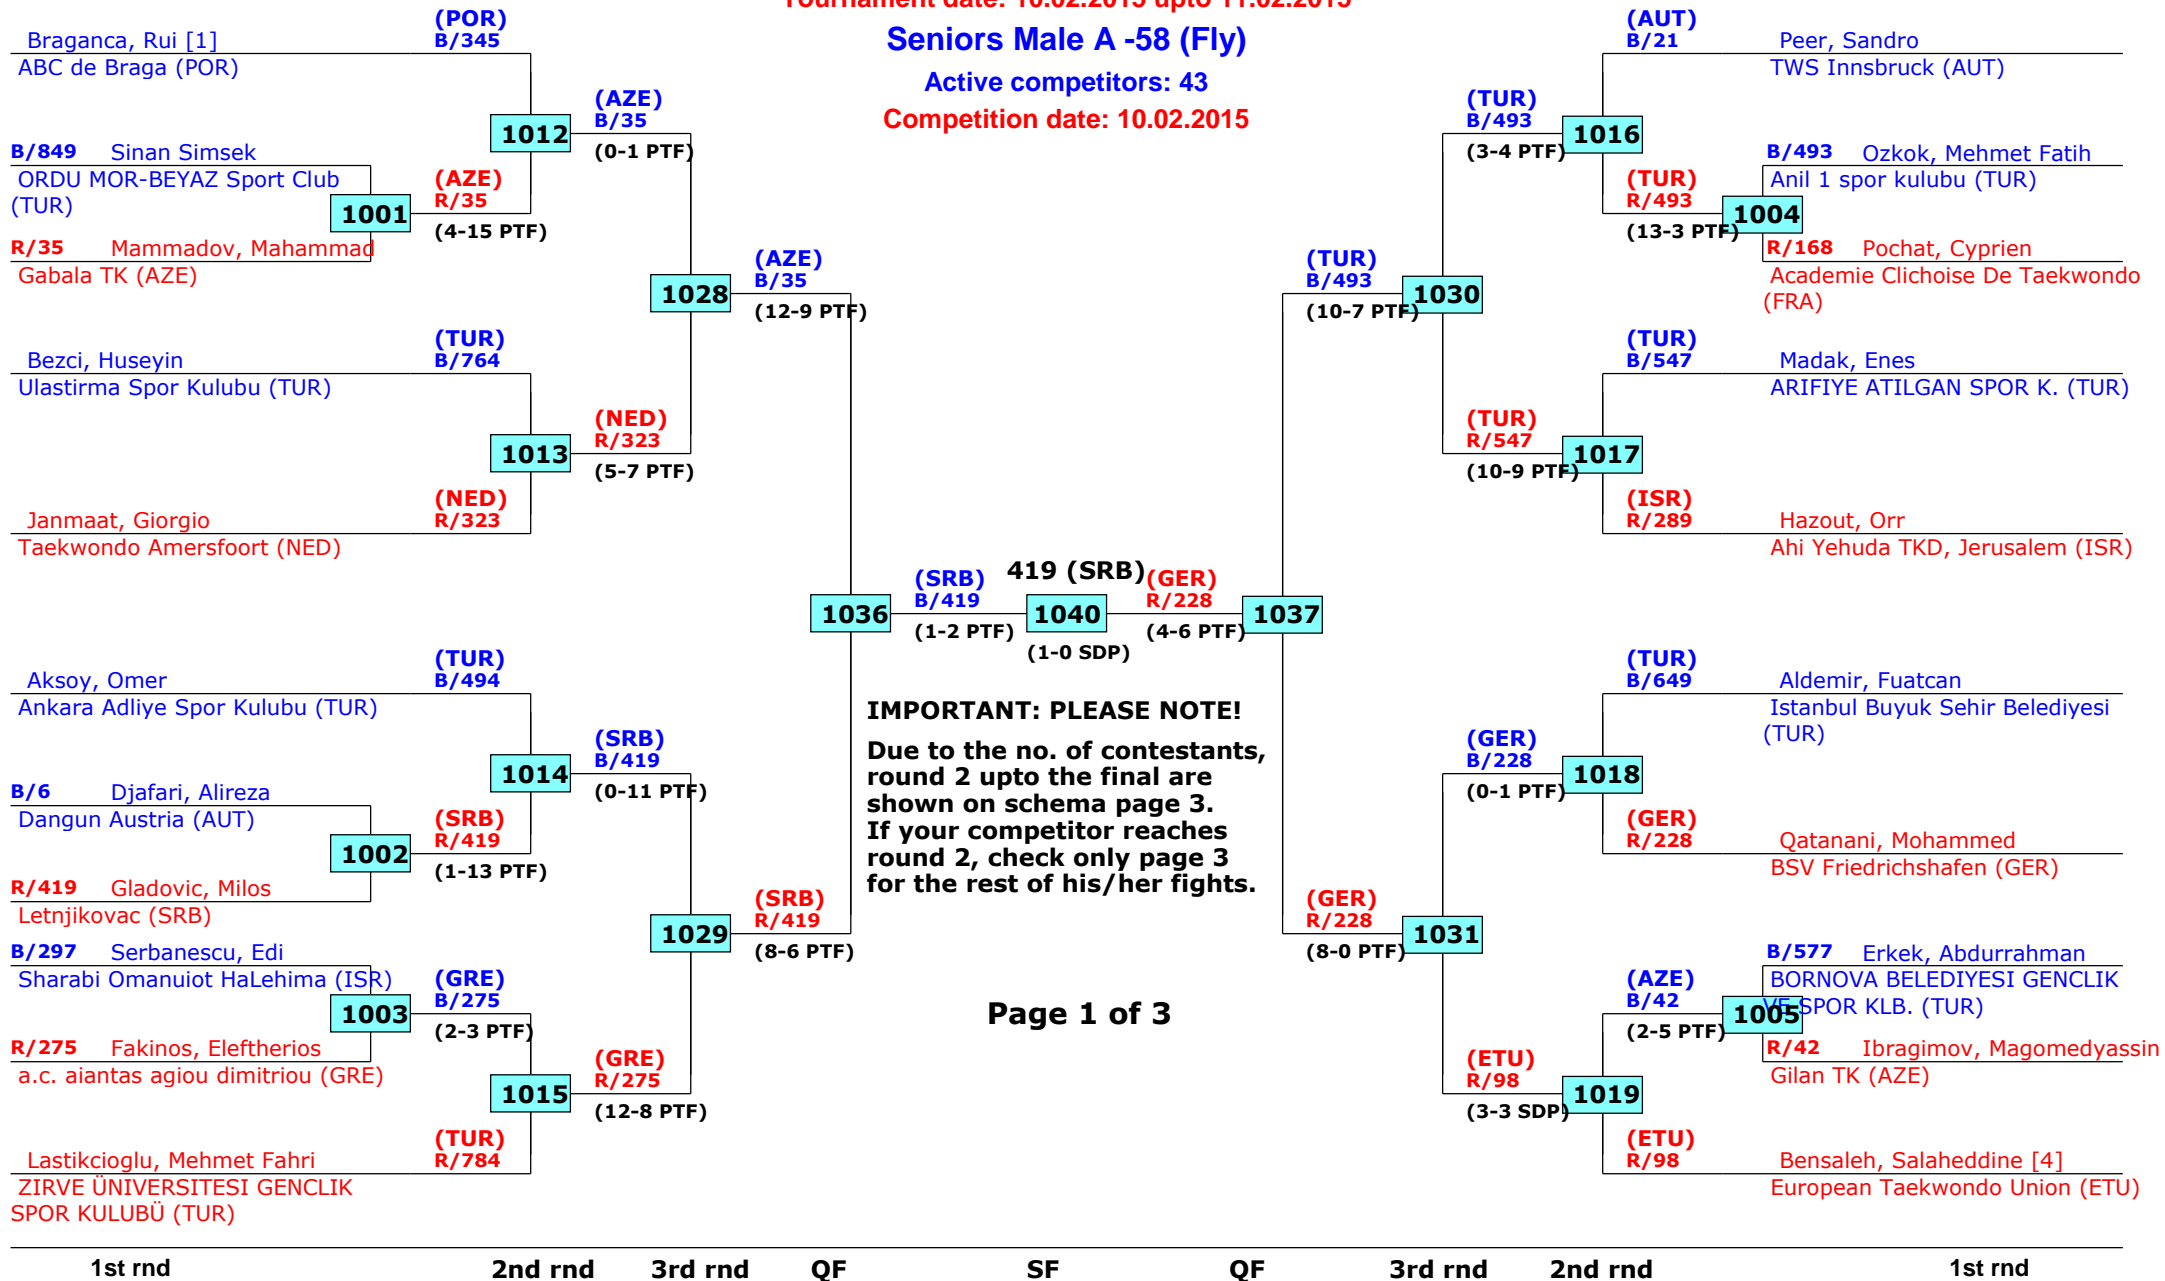 Tournament date: 10.02.2015 upto 11.02.2015
Seniors Male A -58 (Fly)
Active competitors: 43
Competition date: 10.02.2015
Braganca, Rui [1]
ABC de Braga (POR)
(POR)
B/345
B/849 Sinan Simsek
ORDU MOR-BEYAZ Sport Club
(TUR)
R/35 Mammadov, Mahammad
Gabala TK (AZE)
1001
(AZE)
R/35
(4-15 PTF)
1012
(AZE)
B/35
(0-1 PTF)
Bezci, Huseyin
Ulastirma Spor Kulubu (TUR)
(TUR)
B/764
Janmaat, Giorgio
Taekwondo Amersfoort (NED)
(NED)
R/323
1013
(NED)
R/323
(5-7 PTF)
1028
(AZE)
B/35
(12-9 PTF)
Aksoy, Omer
Ankara Adliye Spor Kulubu (TUR)
(TUR)
B/494
B/6 Djafari, Alireza
Dangun Austria (AUT)
R/419 Gladovic, Milos
Letnjikovac (SRB)
1002
(SRB)
R/419
(1-13 PTF)
1014
(SRB)
B/419
(0-11 PTF)
B/297 Serbanescu, Edi
Sharabi Omanuiot HaLehima (ISR)
R/275 Fakinos, Eleftherios
a.c. aiantas agiou dimitriou (GRE)
1003
(GRE)
B/275
(2-3 PTF)
Lastikcioglu, Mehmet Fahri
ZIRVE ÜNIVERSITESI GENCLIK
SPOR KULUBÜ (TUR)
(TUR)
R/784
1015
(GRE)
R/275
(12-8 PTF)
1029
(SRB)
R/419
(8-6 PTF)
1036
(SRB)
B/419
(1-2 PTF)
419 (SRB)
1040
(1-0 SDP)
(GER)
R/228
(4-6 PTF)
1037
IMPORTANT: PLEASE NOTE!
Due to the no. of contestants,
round 2 upto the final are
shown on schema page 3.
If your competitor reaches
round 2, check only page 3
for the rest of his/her fights.
Page 1 of 3
(TUR)
B/493
(10-7 PTF)
1030
(TUR)
B/493
(3-4 PTF)
1016
(AUT)
B/21
Peer, Sandro
TWS Innsbruck (AUT)
(TUR)
R/493
(13-3 PTF)
1004
B/493 Ozkok, Mehmet Fatih
Anil 1 spor kulubu (TUR)
R/168 Pochat, Cyprien
Academie Clichoise De Taekwondo
(FRA)
(TUR)
R/547
(10-9 PTF)
1017
(TUR)
B/547
Madak, Enes
ARIFIYE ATILGAN SPOR K. (TUR)
(ISR)
R/289
Hazout, Orr
Ahi Yehuda TKD, Jerusalem (ISR)
(GER)
R/228
(8-0 PTF)
1031
(GER)
B/228
(0-1 PTF)
1018
(TUR)
B/649
Aldemir, Fuatcan
Istanbul Buyuk Sehir Belediyesi
(TUR)
(GER)
R/228
Qatanani, Mohammed
BSV Friedrichshafen (GER)
(ETU)
R/98
(3-3 SDP)
1019
(AZE)
B/42
(2-5 PTF)
1005
B/577 Erkek, Abdurrahman
BORNOVA BELEDIYESI GENCLIK
VE SPOR KLB. (TUR)
R/42 Ibragimov, Magomedyassin
Gilan TK (AZE)
(ETU)
R/98
Bensaleh, Salaheddine [4]
European Taekwondo Union (ETU)
1st rnd 2nd rnd 3rd rnd QF SF QF 3rd rnd 2nd rnd 1st rnd